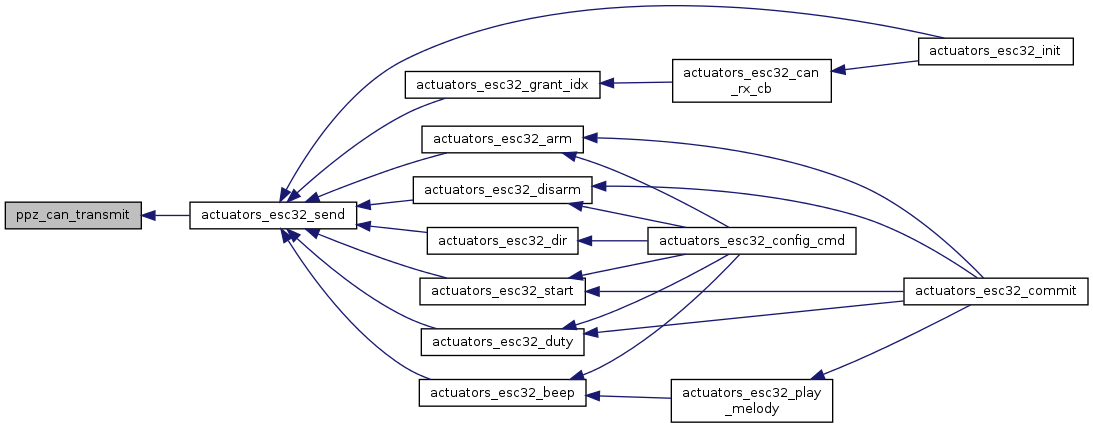 ppz_can_transmit
actuators_esc32_send
actuators_esc32_grant_idx
actuators_esc32_arm
actuators_esc32_disarm
actuators_esc32_dir
actuators_esc32_start
actuators_esc32_duty
actuators_esc32_beep
actuators_esc32_can
_rx_cb
actuators_esc32_config_cmd
actuators_esc32_play
_melody
actuators_esc32_init
actuators_esc32_commit